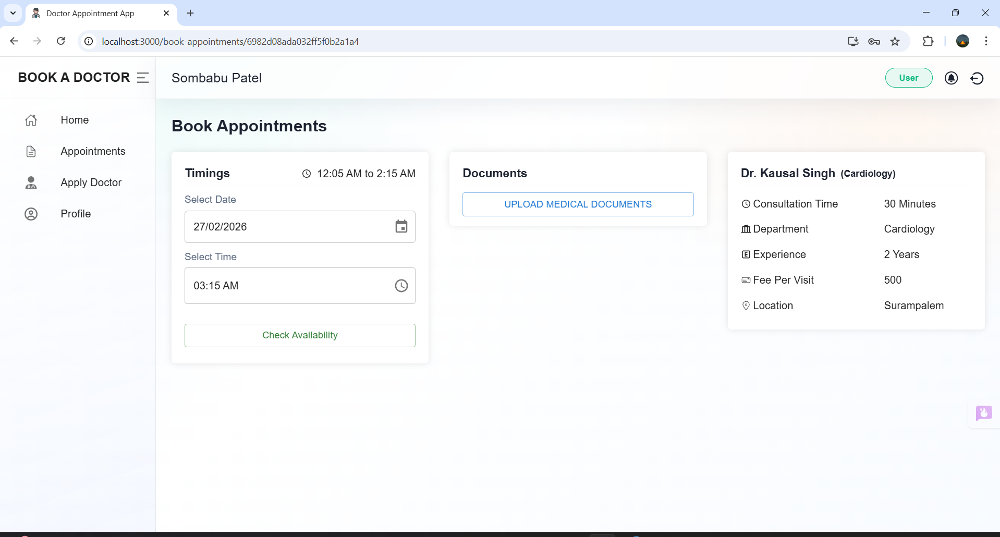 Doctor Appointment App
localhost:3000/book-appointments/6982d08ada032ff5f0b2a1a4
BOOK A DOCTOR
Sombabu Patel
User
Home
Appointments
Apply Doctor
Profile
Book Appointments
Timings
12:05 AM to 2:15 AM
Select Date
27/02/2026
Select Time
03:15 AM
Check Availability
Documents
UPLOAD MEDICAL DOCUMENTS
Dr. Kausal Singh (Cardiology)
Consultation Time 30 Minutes
Department Cardiology
Experience 2 Years
Fee Per Visit 500
Location Surampalem